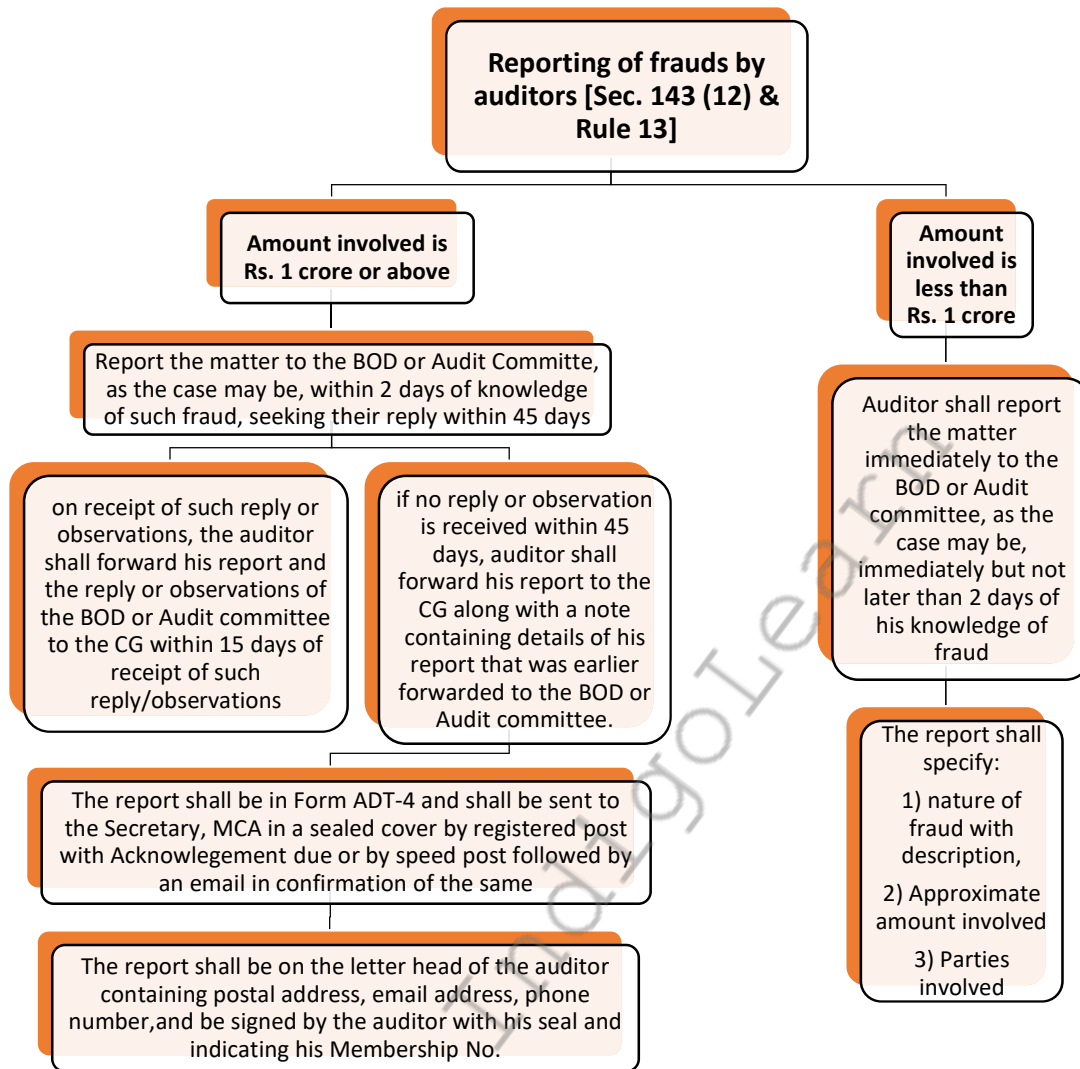 Reporting of frauds by
auditors [Sec. 143 (12) &
Rule 13]
Amount involved is
Rs. 1 crore or above
Amount
involved is
less than
Rs. 1 crore
Report the matter to the BOD or Audit Committe,
as the case may be, within 2 days of knowledge
of such fraud, seeking their reply within 45 days
on receipt of such reply or
observations, the auditor
shall forward his report and
the reply or observations of
the BOD or Audit committee
to the CG within 15 days of
receipt of such
reply/observations
if no reply or observation
is received within 45
days, auditor shall
forward his report to the
CG along with a note
containing details of his
report that was earlier
forwarded to the BOD or
Audit committee.
Auditor shall report
the matter
immediately to the
BOD or Audit
committee, as the
case may be,
immediately but not
later than 2 days of
his knowledge of
fraud
The report shall be in Form ADT-4 and shall be sent to
the Secretary, MCA in a sealed cover by registered post
with Acknowlegement due or by speed post followed by
an email in confirmation of the same
The report shall be on the letter head of the auditor
containing postal address, email address, phone
number,and be signed by the auditor with his seal and
indicating his Membership No.
The report shall
specify:
1) nature of
fraud with
description,
2) Approximate
amount involved
3) Parties
involved
IndigoLearn